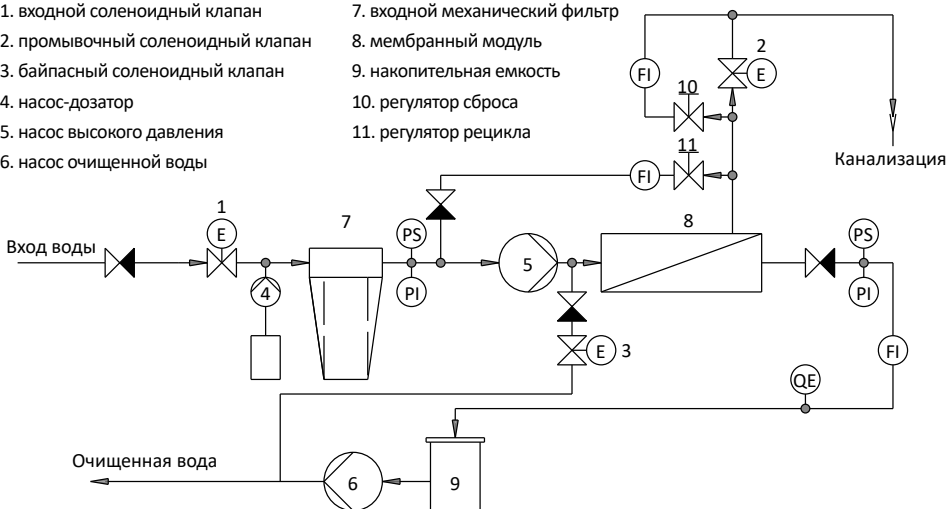 1. входной соленоидный клапан
2. промывочный соленоидный клапан
3. байпасный соленоидный клапан
4. насос-дозатор
5. насос высокого давления
6. насос очищенной воды
7. входной механический фильтр
8. мембранный модуль
9. накопительная емкость
10. регулятор сброса
11. регулятор рецикла
2
FI
E
10
Канализация
11
FI
1
7
8
E
PS
PS
Вход воды
5
4
PI
PI
E
3
FI
QE
Очищенная вода
6
9